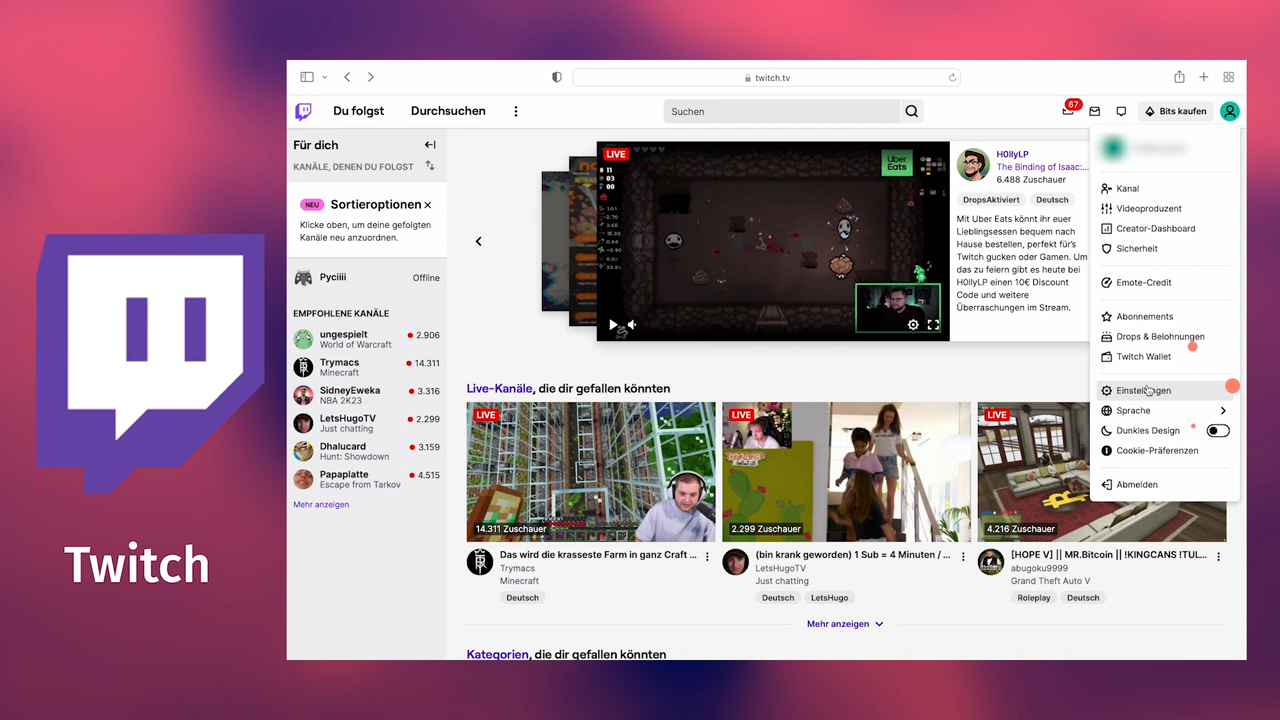 Twitch
twitch.tv
Du folgst
Durchsuchen
Suchen
67
Bits kaufen
Für dich
KANÄLE, DENEN DU FOLGST
NEU Sortieroptionen
Klicke oben, um deine gefolgten
Kanäle neu anzuordnen.
Pyciiii Offline
EMPFOHLENE KANÄLE
ungespielt 2.906
World of Warcraft
Trymacs 14.311
Minecraft
SidneyEweka 3.316
NBA 2K23
LetsHugoTV 2.299
Just chatting
Dhalucard 3.159
Hunt: Showdown
Papaplatte 4.515
Escape from Tarkov
Mehr anzeigen
LIVE
11
03
00
Uber
Eats
H0llyLP
The Binding of Isaac:...
6.488 Zuschauer
DropsAktiviert Deutsch
Mit Uber Eats könnt ihr euer
Lieblingsessen bequem nach
Hause bestellen, perfekt für's
Twitch gucken oder Gamen. Um
das zu feiern gibt es heute bei
H0llyLP einen 10€ Discount
Code und weitere
Überraschungen im Stream.
Kanal
Videoproduzent
Creator-Dashboard
Sicherheit
Emote-Credit
Abonnements
Drops & Belohnungen
Twitch Wallet
Einstellungen
Sprache
Dunkles Design
Cookie-Präferenzen
Abmelden
Live-Kanäle, die dir gefallen könnten
LIVE
14.311 Zuschauer
Das wird die krasseste Farm in ganz Craft ...
Trymacs
Minecraft
Deutsch
LIVE
07:24:28
2.299 Zuschauer
(bin krank geworden) 1 Sub = 4 Minuten / ...
LetsHugoTV
Just chatting
Deutsch LetsHugo
LIVE
4.216 Zuschauer
[HOPE V] || MR.Bitcoin || !KINGCANS !TUL...
abugoku9999
Grand Theft Auto V
Roleplay Deutsch
Mehr anzeigen
Kategorien, die dir gefallen könnten